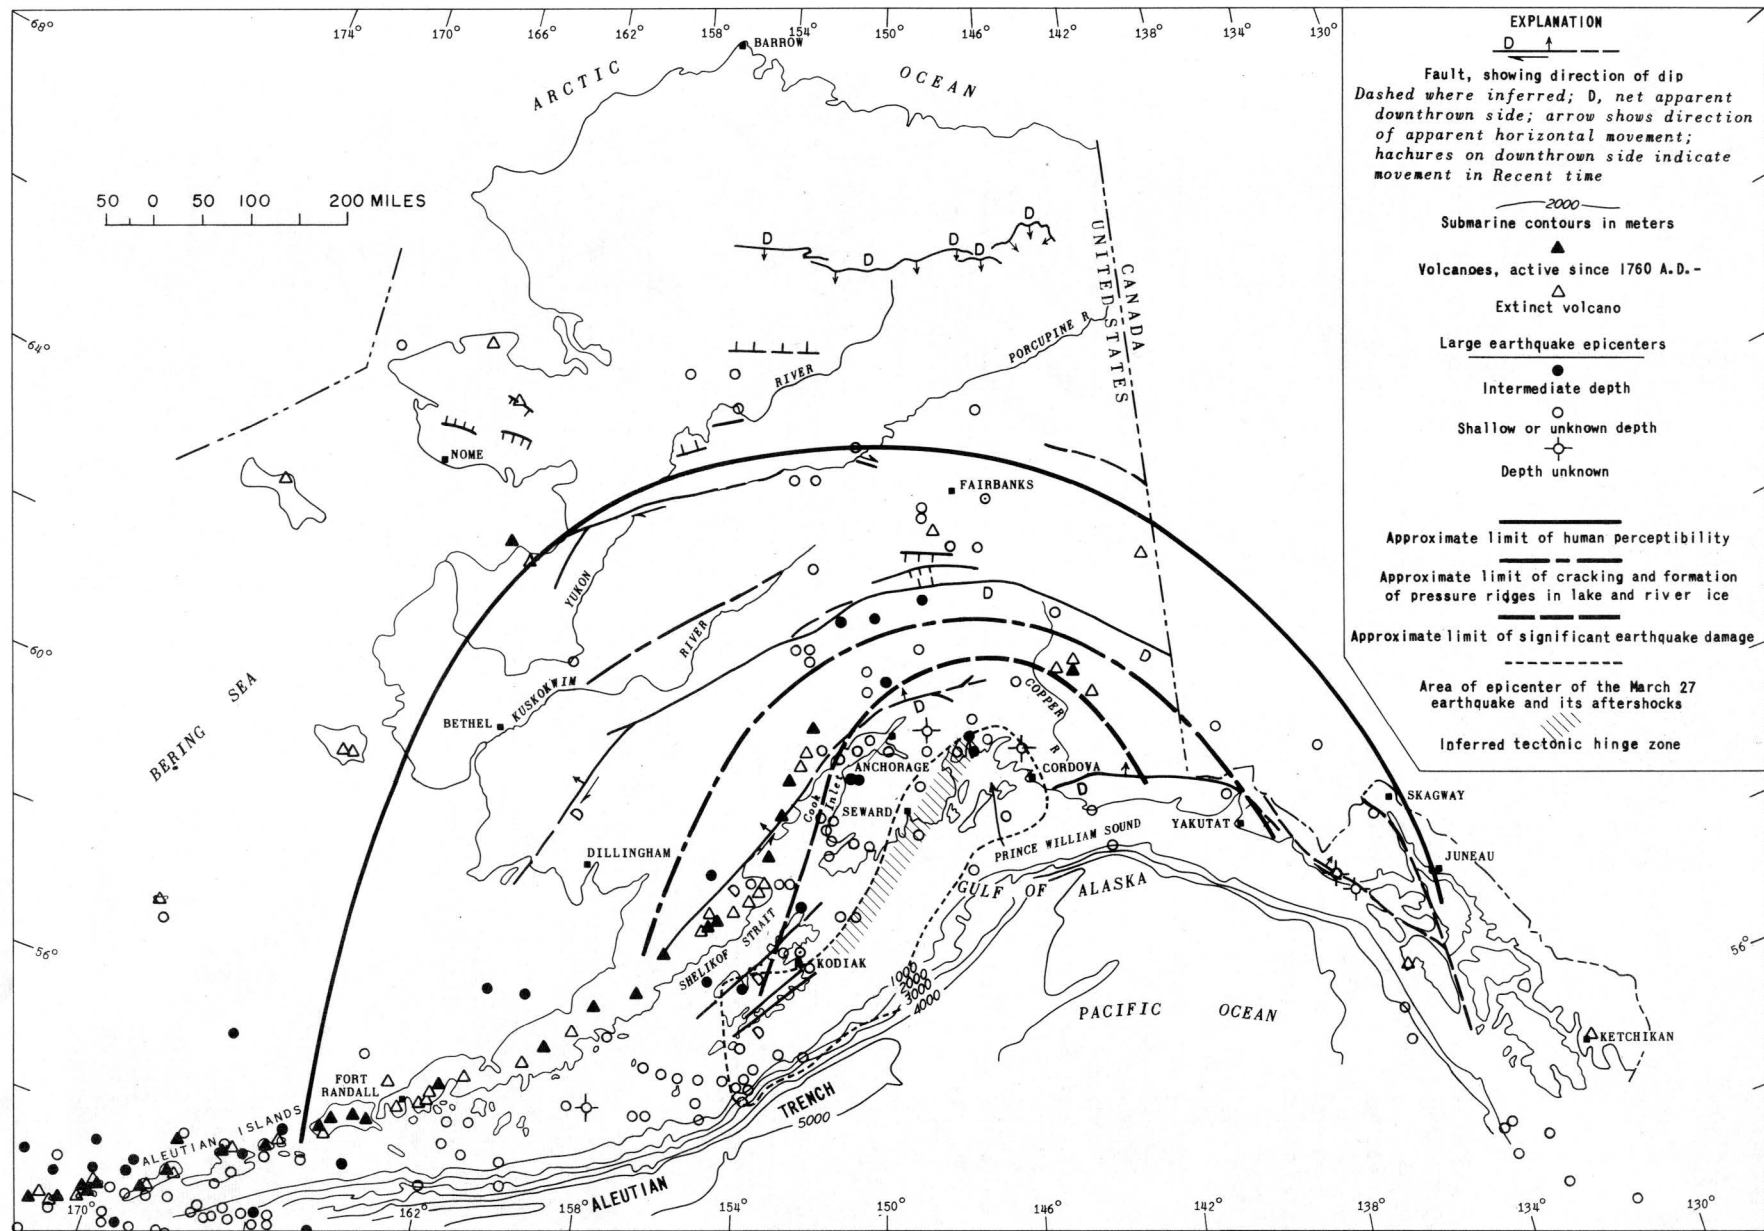 68°
174°
170°
166°
162°
158°
154°
150°
146°
142°
138°
134°
130°
EXPLANATION
D
Fault, showing direction of dip
Dashed where inferred; D, net apparent
downthrown side; arrow shows direction
of apparent horizontal movement;
hachures on downthrown side indicate
movement in Recent time
2000
Submarine contours in meters
Volcanoes, active since 1760 A.D.-
Extinct volcano
Large earthquake epicenters
Intermediate depth
Shallow or unknown depth
Depth unknown
Approximate limit of human perceptibility
Approximate limit of cracking and formation
of pressure ridges in lake and river ice
Approximate limit of significant earthquake damage
Area of epicenter of the March 27
earthquake and its aftershocks
Inferred tectonic hinge zone
BARROW
ARCTIC OCEAN
50 0 50 100 200 MILES
D
D
D
D
D
UNITED STATES
CANADA
64°
PORCUPINE R
RIVER
NOME
FAIRBANKS
YUKON
RIVER
D
D
60°
KUSKOKWIM
BERING SEA
BETHEL
COPPER
R
D
ANCHORAGE
CORDOVA
Cook
Inlet
D
D
SEWARD
SKAGWAY
YAKUTAT
PRINCE WILLIAM SOUND
DILLINGHAM
JUNEAU
GULF OF ALASKA
D
SHELIKOF STRAIT
56°
56°
KODIAK
D
D
1000
2000
3000
4000
PACIFIC OCEAN
KETCHIKAN
FORT
RANDALL
TRENCH
5000
ALEUTIAN ISLANDS
ALEUTIAN
170°
162°
158°
154°
150°
146°
142°
138°
134°
130°